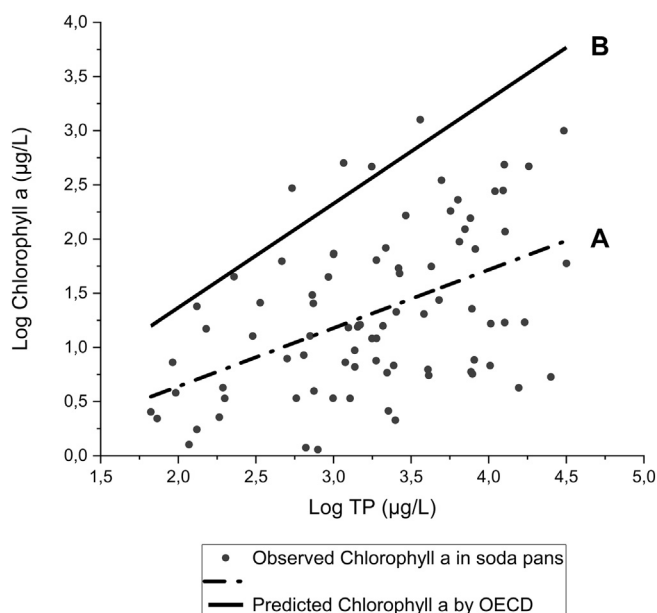 4,0
3,5
3,0
2,5
2,0
1,5
1,0
0,5
0,0
Log Chlorophyll a (µg/L)
B
A
1,5 2,0 2,5 3,0 3,5 4,0 4,5 5,0
Log TP (µg/L)
Observed Chlorophyll a in soda pans
Predicted Chlorophyll a by OECD